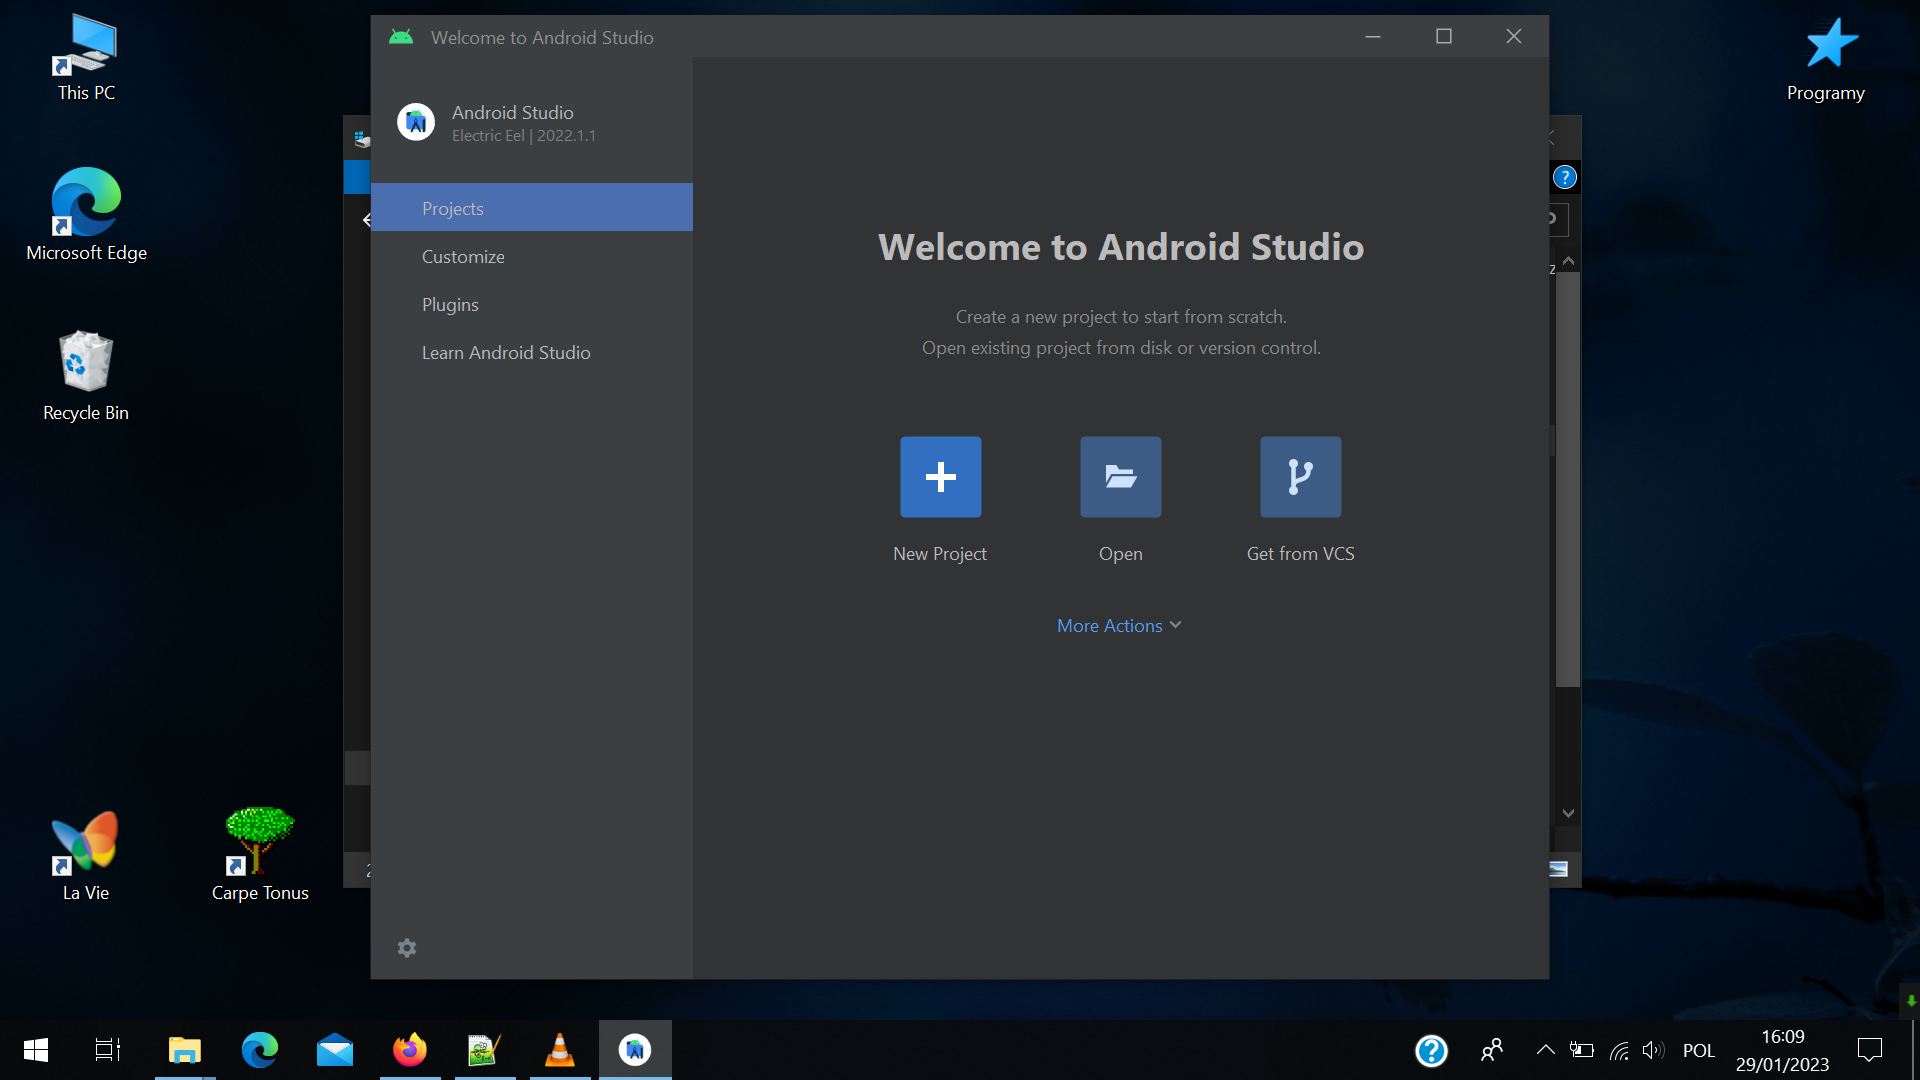 This PC
Microsoft Edge
Recycle Bin
La Vie
Carpe Tonus
Programy
Welcome to Android Studio
Android Studio
Electric Eel | 2022.1.1
Projects
Customize
Plugins
Learn Android Studio
Welcome to Android Studio
Create a new project to start from scratch.
Open existing project from disk or version control.
New Project
Open
Get from VCS
More Actions
POL
16:09
29/01/2023